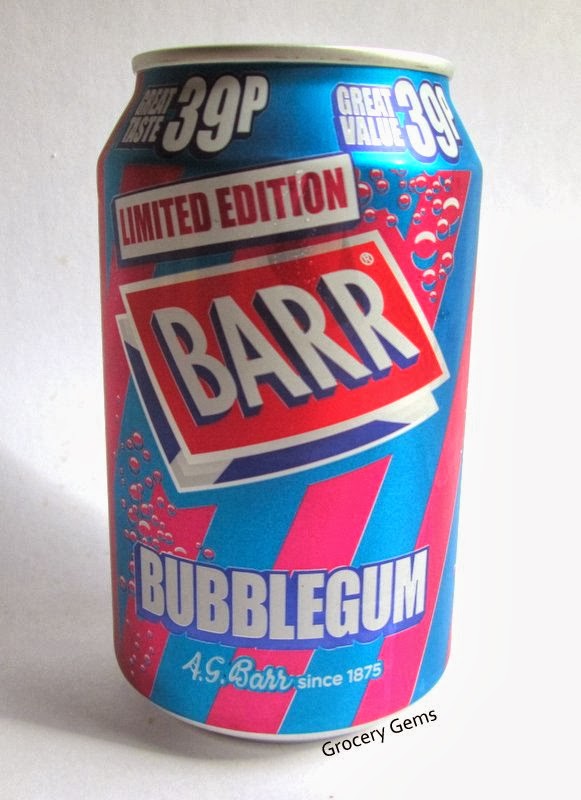 GREAT TASTE 39P
GREAT VALUE 39P
LIMITED EDITION
BARR®
BUBBLEGUM
A.G. Barr since 1875
Grocery Gems